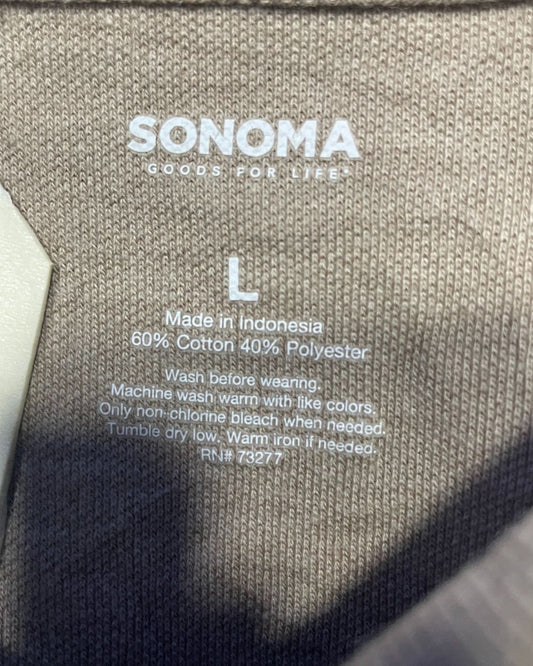 SONOMA
GOODS FOR LIFE®
L
Made in Indonesia
60% Cotton 40% Polyester
Wash before wearing.
Machine wash warm with like colors.
Only non-chlorine bleach when needed.
Tumble dry low. Warm iron if needed.
RN# 73277